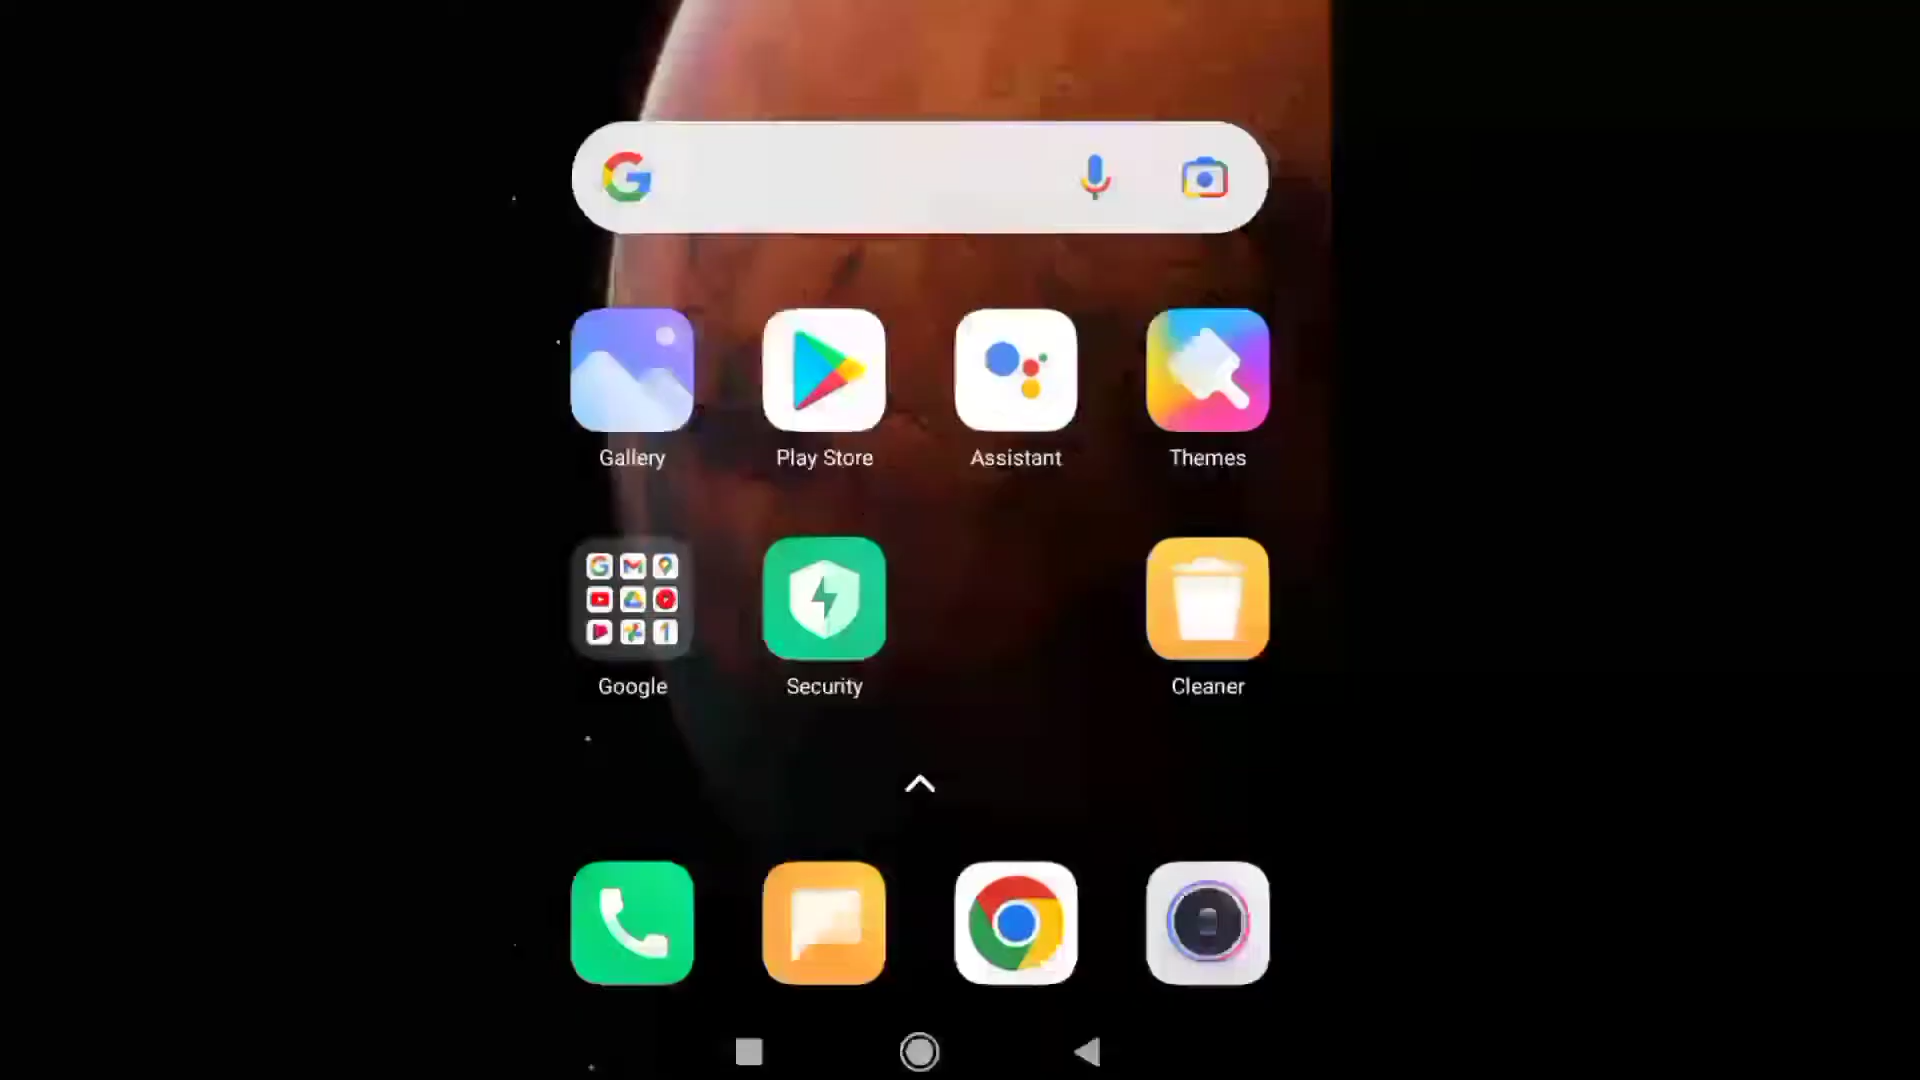 Gallery
Play Store
Assistant
Themes
Google
Security
Cleaner